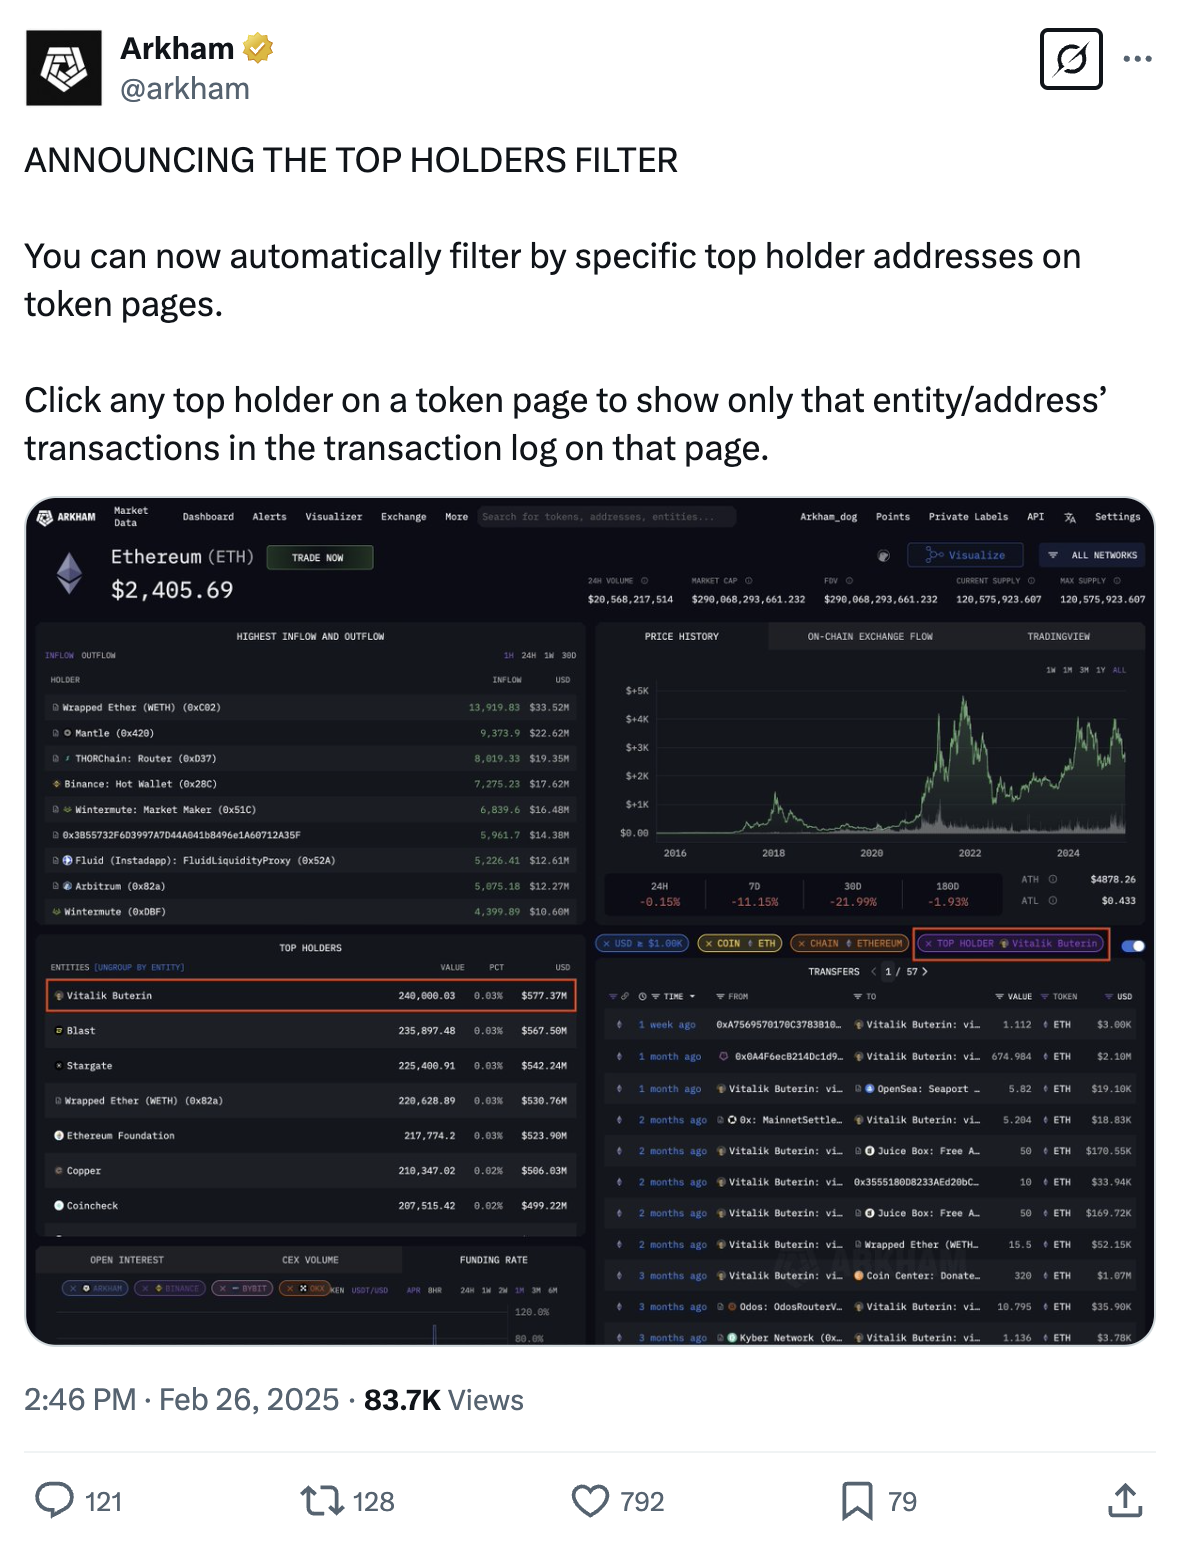 Arkham
@arkham
ANNOUNCING THE TOP HOLDERS FILTER
You can now automatically filter by specific top holder addresses on
token pages.
Click any top holder on a token page to show only that entity/address’
transactions in the transaction log on that page.
ARKHAM Market Data Dashboard Alerts Visualizer Exchange More Search for tokens, addresses, entities... Arkham_dog Points Private Labels API Settings
Ethereum (ETH) TRADE NOW
$2,405.69
Visualize ALL NETWORKS
24H VOLUME MARKET CAP FDV CURRENT SUPPLY MAX SUPPLY
$20,568,217,514 $290,068,293,661.232 $290,068,293,661.232 120,575,923.607 120,575,923.607
HIGHEST INFLOW AND OUTFLOW
INFLOW OUTFLOW 1H 24H 1W 30D
HOLDER INFLOW USD
Wrapped Ether (WETH) (0xC02) 13,919.83 $33.52M
Mantle (0x420) 9,373.9 $22.62M
THORChain: Router (0xD37) 8,019.33 $19.35M
Binance: Hot Wallet (0x28C) 7,275.23 $17.62M
Wintermute: Market Maker (0x51C) 6,839.6 $16.48M
0x3B55732F6D3997A7D44A041b8496e1A60712A35F 5,961.7 $14.38M
Fluid (Instadapp): FluidLiquidityProxy (0x52A) 5,226.41 $12.61M
Arbitrum (0x82a) 5,075.18 $12.27M
Wintermute (0xDBF) 4,399.89 $10.60M
PRICE HISTORY ON-CHAIN EXCHANGE FLOW TRADINGVIEW
1W 1M 3M 1Y ALL
$+5K
$+4K
$+3K
$+2K
$+1K
$0.00
2016 2018 2020 2022 2024
24H 7D 30D 180D
-0.15% -11.15% -21.99% -1.93%
ATH $4878.26
ATL $0.433
TOP HOLDERS
ENTITIES [UNGROUP BY ENTITY] VALUE PCT USD
Vitalik Buterin 240,000.03 0.03% $577.37M
Blast 235,897.48 0.03% $567.50M
Stargate 225,400.91 0.03% $542.24M
Wrapped Ether (WETH) (0x82a) 220,628.89 0.03% $530.76M
Ethereum Foundation 217,774.2 0.03% $523.90M
Copper 210,347.02 0.02% $506.03M
Coincheck 207,515.42 0.02% $499.22M
× USD ≥ $1.00K × COIN ETH × CHAIN ETHEREUM × TOP HOLDER Vitalik Buterin
TRANSFERS < 1 / 57 >
TIME FROM TO VALUE TOKEN USD
1 week ago 0xA7569570170C3783B10… Vitalik Buterin: vi… 1.112 ETH $3.00K
1 month ago 0x0A4F6ecB214Dc1d9… Vitalik Buterin: vi… 674.984 ETH $2.10M
1 month ago Vitalik Buterin: vi… OpenSea: Seaport … 5.82 ETH $19.10K
2 months ago 0x: MainnetSettle… Vitalik Buterin: vi… 5.204 ETH $18.83K
2 months ago Vitalik Buterin: vi… Juice Box: Free A… 50 ETH $170.55K
2 months ago Vitalik Buterin: vi… 0x3555180D8233AEd20bC… 10 ETH $33.94K
2 months ago Vitalik Buterin: vi… Juice Box: Free A… 50 ETH $169.72K
2 months ago Vitalik Buterin: vi… Wrapped Ether (WETH… 15.5 ETH $52.15K
3 months ago Vitalik Buterin: vi… Coin Center: Donate… 320 ETH $1.07M
3 months ago Odos: OdosRouterV… Vitalik Buterin: vi… 10.795 ETH $35.90K
3 months ago Kyber Network (0x… Vitalik Buterin: vi… 1.136 ETH $3.78K
ARKHAM
OPEN INTEREST CEX VOLUME FUNDING RATE
× ARKHAM × BINANCE × BYBIT × OKX KEN USDT/USD APR 8HR 24H 1W 2W 1M 3M 6M
120.0%
80.0%
2:46 PM · Feb 26, 2025 · 83.7K Views
121 128 792 79